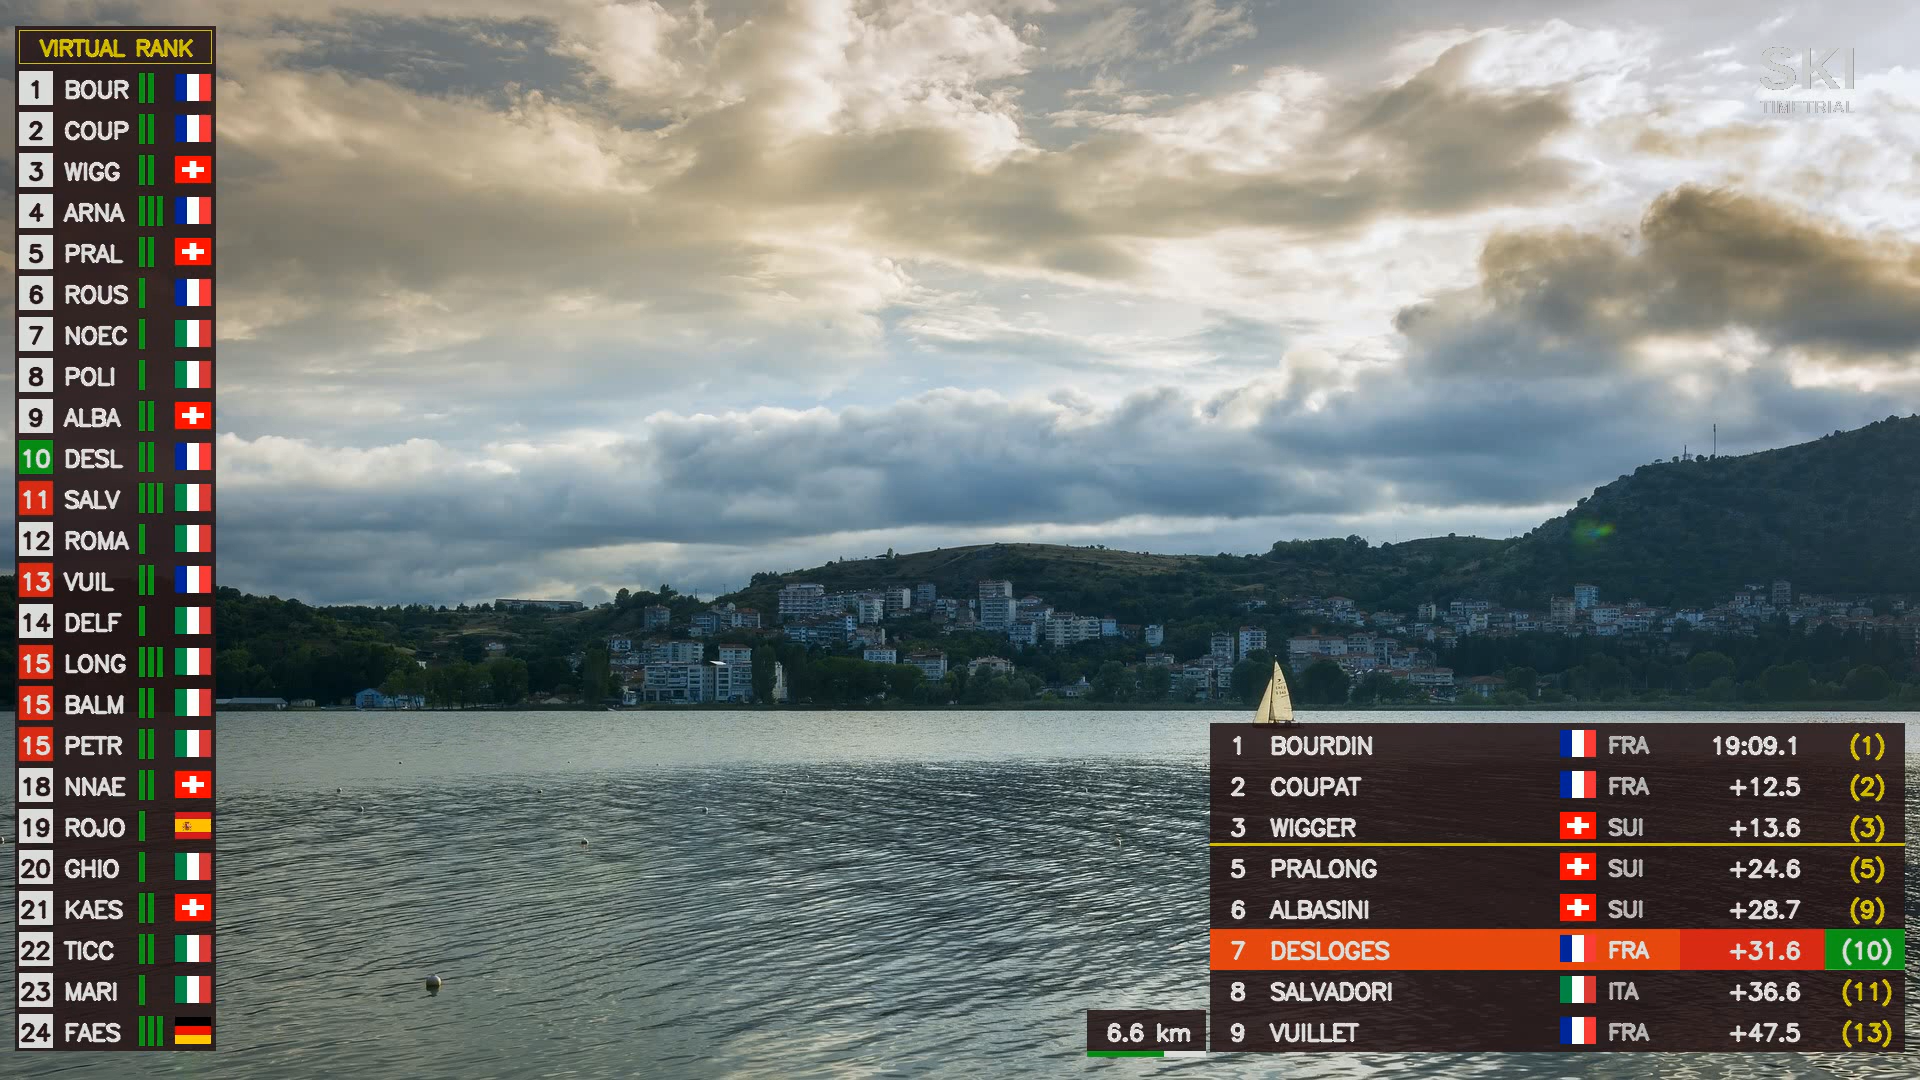 VIRTUAL RANK
1 BOUR
2 COUP
3 WIGG
4 ARNA
5 PRAL
6 ROUS
7 NOEC
8 POLI
9 ALBA
10 DESL
11 SALV
12 ROMA
13 VUIL
14 DELF
15 LONG
15 BALM
15 PETR
18 NNAE
19 ROJO
20 GHIO
21 KAES
22 TICC
23 MARI
24 FAES
SKI
TIMETRIAL
1 BOURDIN FRA 19:09.1 (1)
2 COUPAT FRA +12.5 (2)
3 WIGGER SUI +13.6 (3)
5 PRALONG SUI +24.6 (5)
6 ALBASINI SUI +28.7 (9)
7 DESLOGES FRA +31.6 (10)
8 SALVADORI ITA +36.6 (11)
9 VUILLET FRA +47.5 (13)
6.6 km